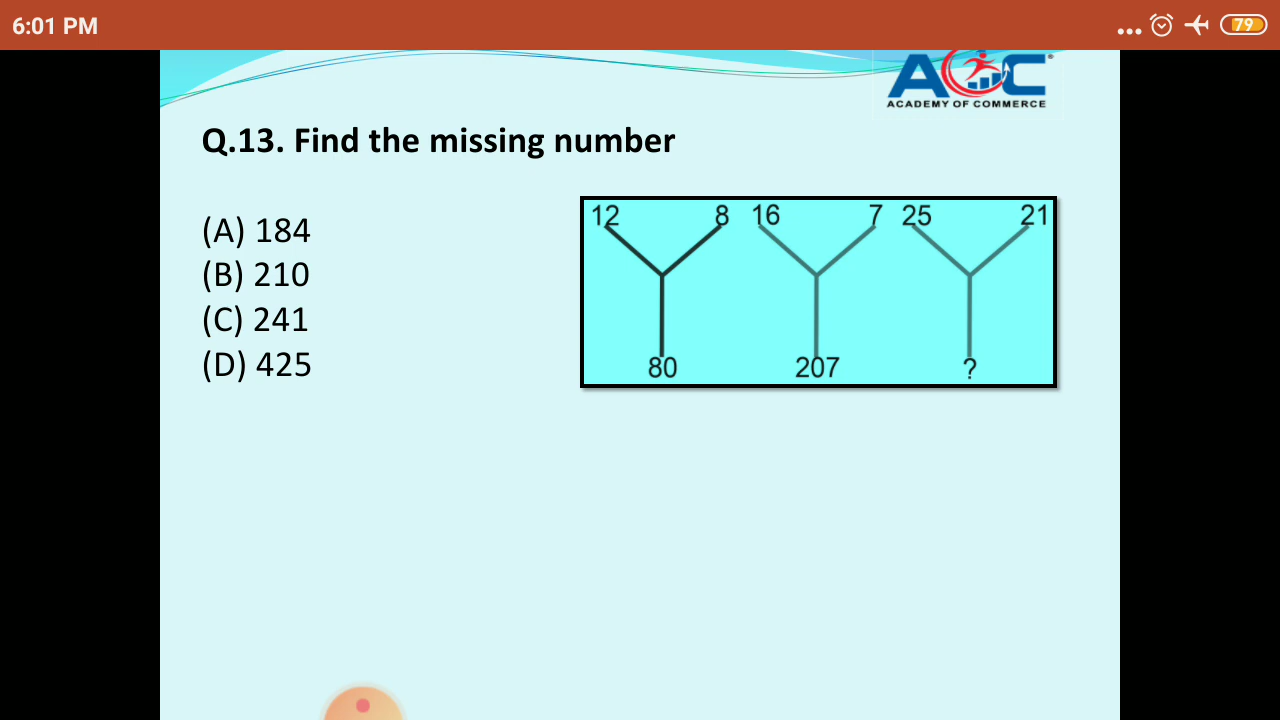 6:01 PM
79
AOC
ACADEMY OF COMMERCE
Q.13. Find the missing number
(A) 184
(B) 210
(C) 241
(D) 425
12 8 16 7 25 21
80 207 ?